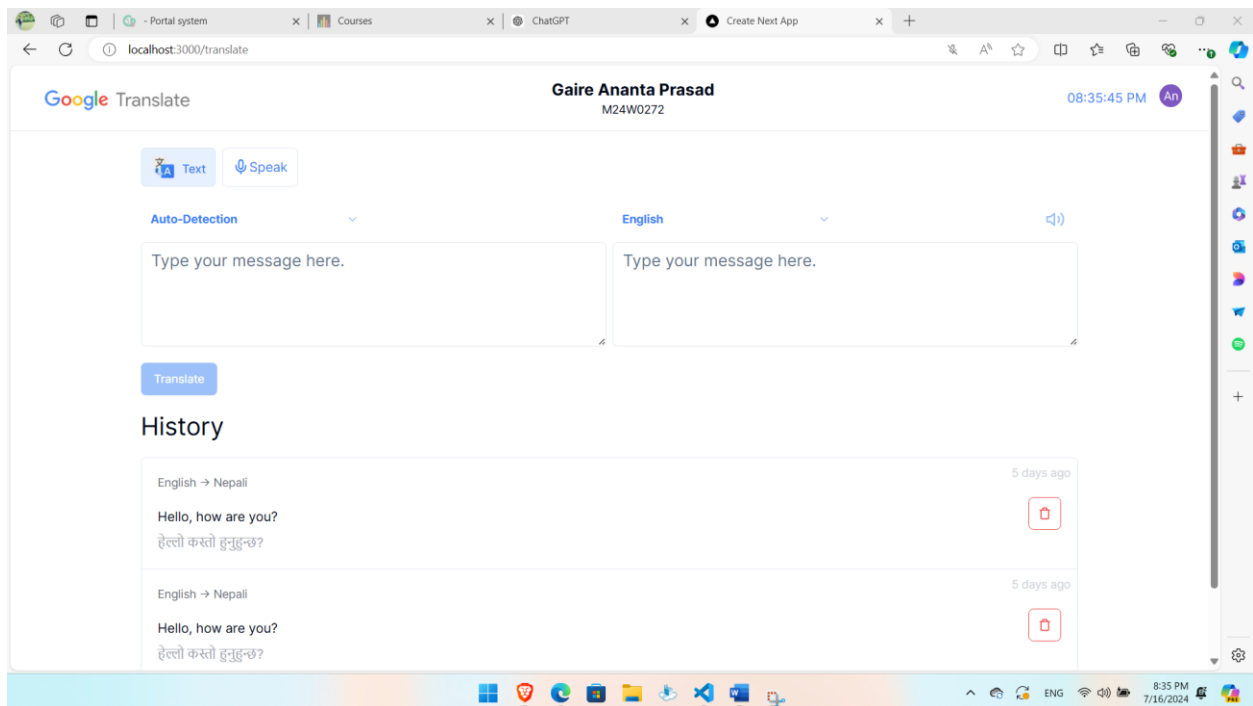 - Portal system
Courses
ChatGPT
Create Next App
localhost:3000/translate
Google Translate
Gaire Ananta Prasad
M24W0272
08:35:45 PM
An
Text
Speak
Auto-Detection
English
Type your message here.
Type your message here.
Translate
History
English → Nepali
5 days ago
Hello, how are you?
हेल्लो कस्तो हुनुहुन्छ?
English → Nepali
5 days ago
Hello, how are you?
हेल्लो कस्तो हुनुहुन्छ?
ENG
8:35 PM
7/16/2024